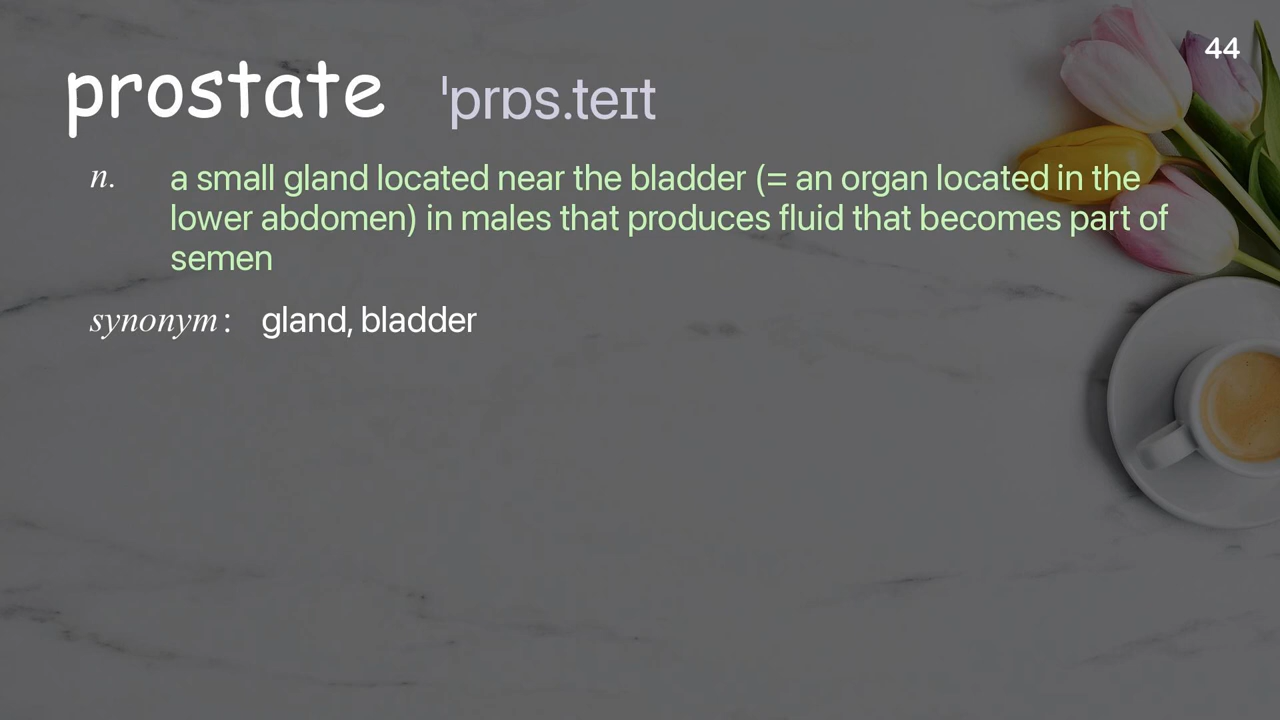 44
prostate ˈprɒs.teɪt
n. a small gland located near the bladder (= an organ located in the
lower abdomen) in males that produces fluid that becomes part of
semen
synonym: gland, bladder